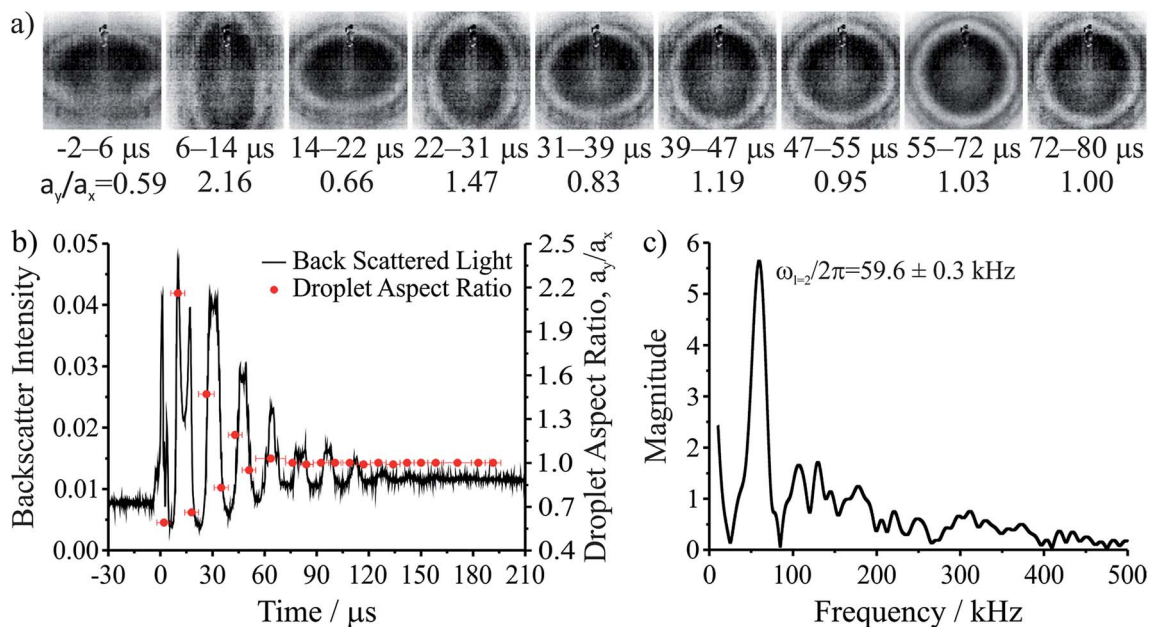 a)
-2–6 μs 6–14 μs 14–22 μs 22–31 μs 31–39 μs 39–47 μs 47–55 μs 55–72 μs 72–80 μs
a_y/a_x=0.59 2.16 0.66 1.47 0.83 1.19 0.95 1.03 1.00
b)
Back Scattered Light
Droplet Aspect Ratio
Backscatter Intensity
0.05
0.04
0.03
0.02
0.01
0.00
2.5
2.2
1.9
1.6
1.3
1.0
0.7
0.4
Droplet Aspect Ratio, a_y/a_x
-30 0 30 60 90 120 150 180 210
Time / μs
c)
ω_l=2/2π=59.6 ± 0.3 kHz
Magnitude
6
5
4
3
2
1
0
0 100 200 300 400 500
Frequency / kHz